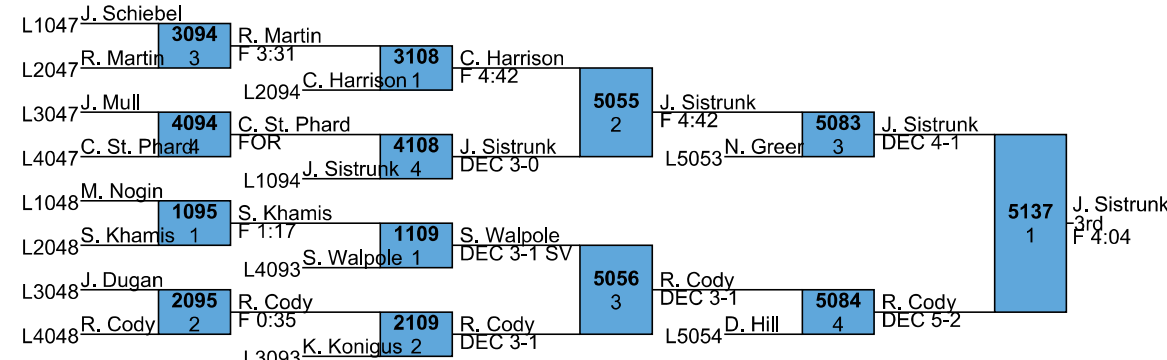 L1047 J. Schiebel
3094
3
L2047 R. Martin
R. Martin
F 3:31
3108
1
L2094 C. Harrison
C. Harrison
F 4:42
L3047 J. Mull
4094
4
L4047 C. St. Phard
C. St. Phard
FOR
4108
4
L1094 J. Sistrunk
J. Sistrunk
DEC 3-0
5055
2
J. Sistrunk
F 4:42
5083
3
L5053 N. Greer
J. Sistrunk
DEC 4-1
L1048 M. Nogin
1095
1
L2048 S. Khamis
S. Khamis
F 1:17
1109
1
L4093 S. Walpole
S. Walpole
DEC 3-1 SV
L3048 J. Dugan
2095
2
L4048 R. Cody
R. Cody
F 0:35
2109
2
L3093 K. Konigus
R. Cody
DEC 3-1
5056
3
R. Cody
DEC 3-1
5084
4
L5054 D. Hill
R. Cody
DEC 5-2
5137
1
J. Sistrunk
3rd
F 4:04